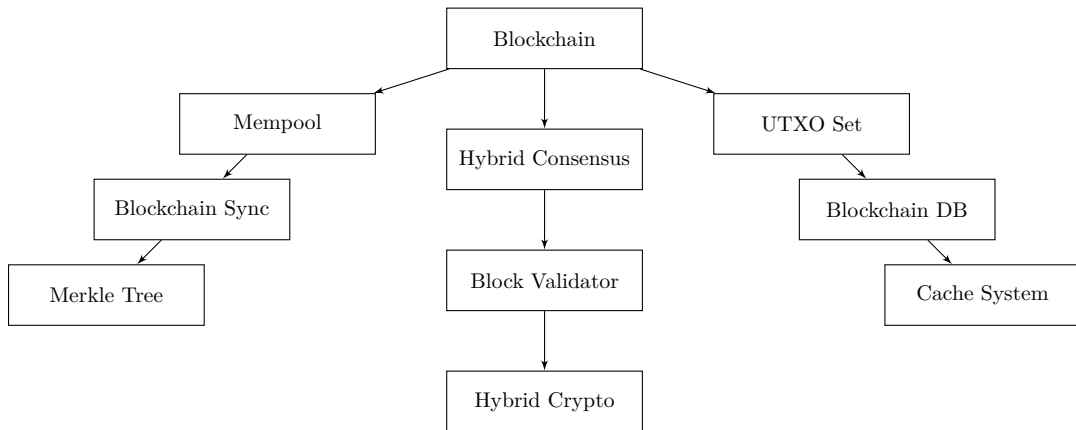 Blockchain
Mempool
UTXO Set
Hybrid Consensus
Blockchain Sync
Blockchain DB
Block Validator
Merkle Tree
Cache System
Hybrid Crypto